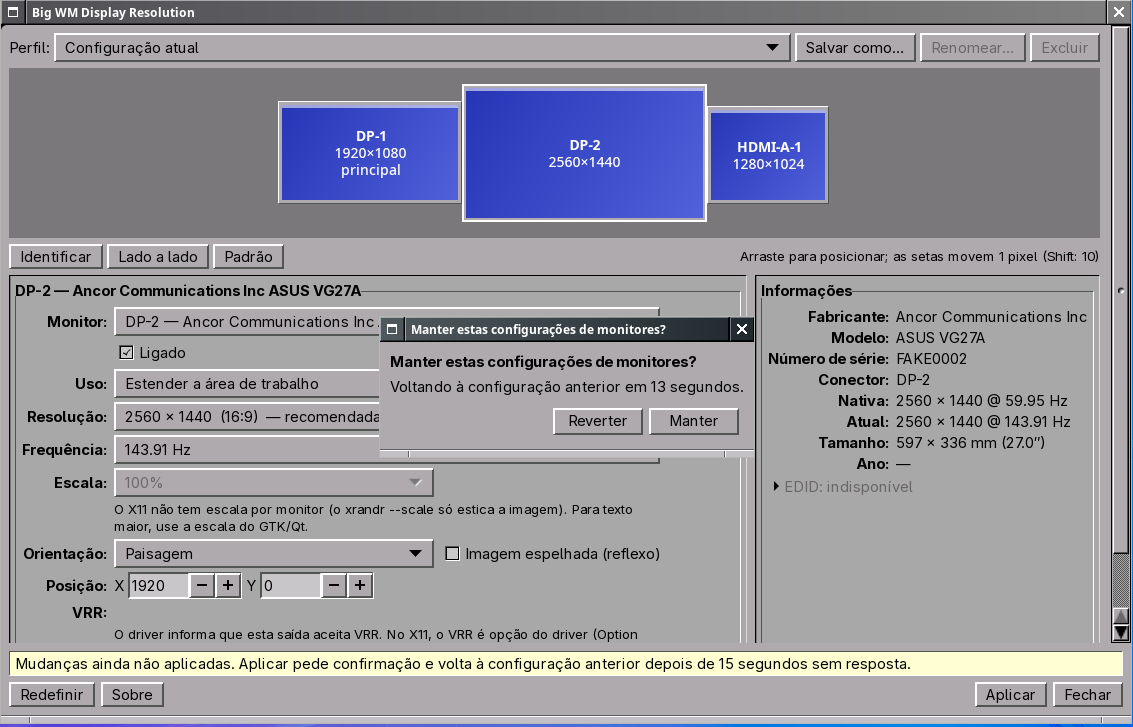 Big WM Display Resolution
Perfil: Configuração atual Salvar como... Renomear... Excluir
DP-1
1920×1080
principal
DP-2
2560×1440
HDMI-A-1
1280×1024
Identificar Lado a lado Padrão Arraste para posicionar; as setas movem 1 pixel (Shift: 10)
DP-2 — Ancor Communications Inc ASUS VG27A
Monitor: DP-2 — Ancor Communications Inc
Ligado
Uso: Estender a área de trabalho
Resolução: 2560 × 1440 (16:9) — recomendada
Frequência: 143.91 Hz
Escala: 100%
O X11 não tem escala por monitor (o xrandr --scale só estica a imagem). Para texto
maior, use a escala do GTK/Qt.
Orientação: Paisagem Imagem espelhada (reflexo)
Posição: X 1920 − + Y 0 − +
VRR:
O driver informa que esta saída aceita VRR. No X11, o VRR é opção do driver (Option
Manter estas configurações de monitores?
Manter estas configurações de monitores?
Voltando à configuração anterior em 13 segundos.
Reverter Manter
Informações
Fabricante: Ancor Communications Inc
Modelo: ASUS VG27A
Número de série: FAKE0002
Conector: DP-2
Nativa: 2560 × 1440 @ 59.95 Hz
Atual: 2560 × 1440 @ 143.91 Hz
Tamanho: 597 × 336 mm (27.0″)
Ano: —
EDID: indisponível
Mudanças ainda não aplicadas. Aplicar pede confirmação e volta à configuração anterior depois de 15 segundos sem resposta.
Redefinir Sobre Aplicar Fechar